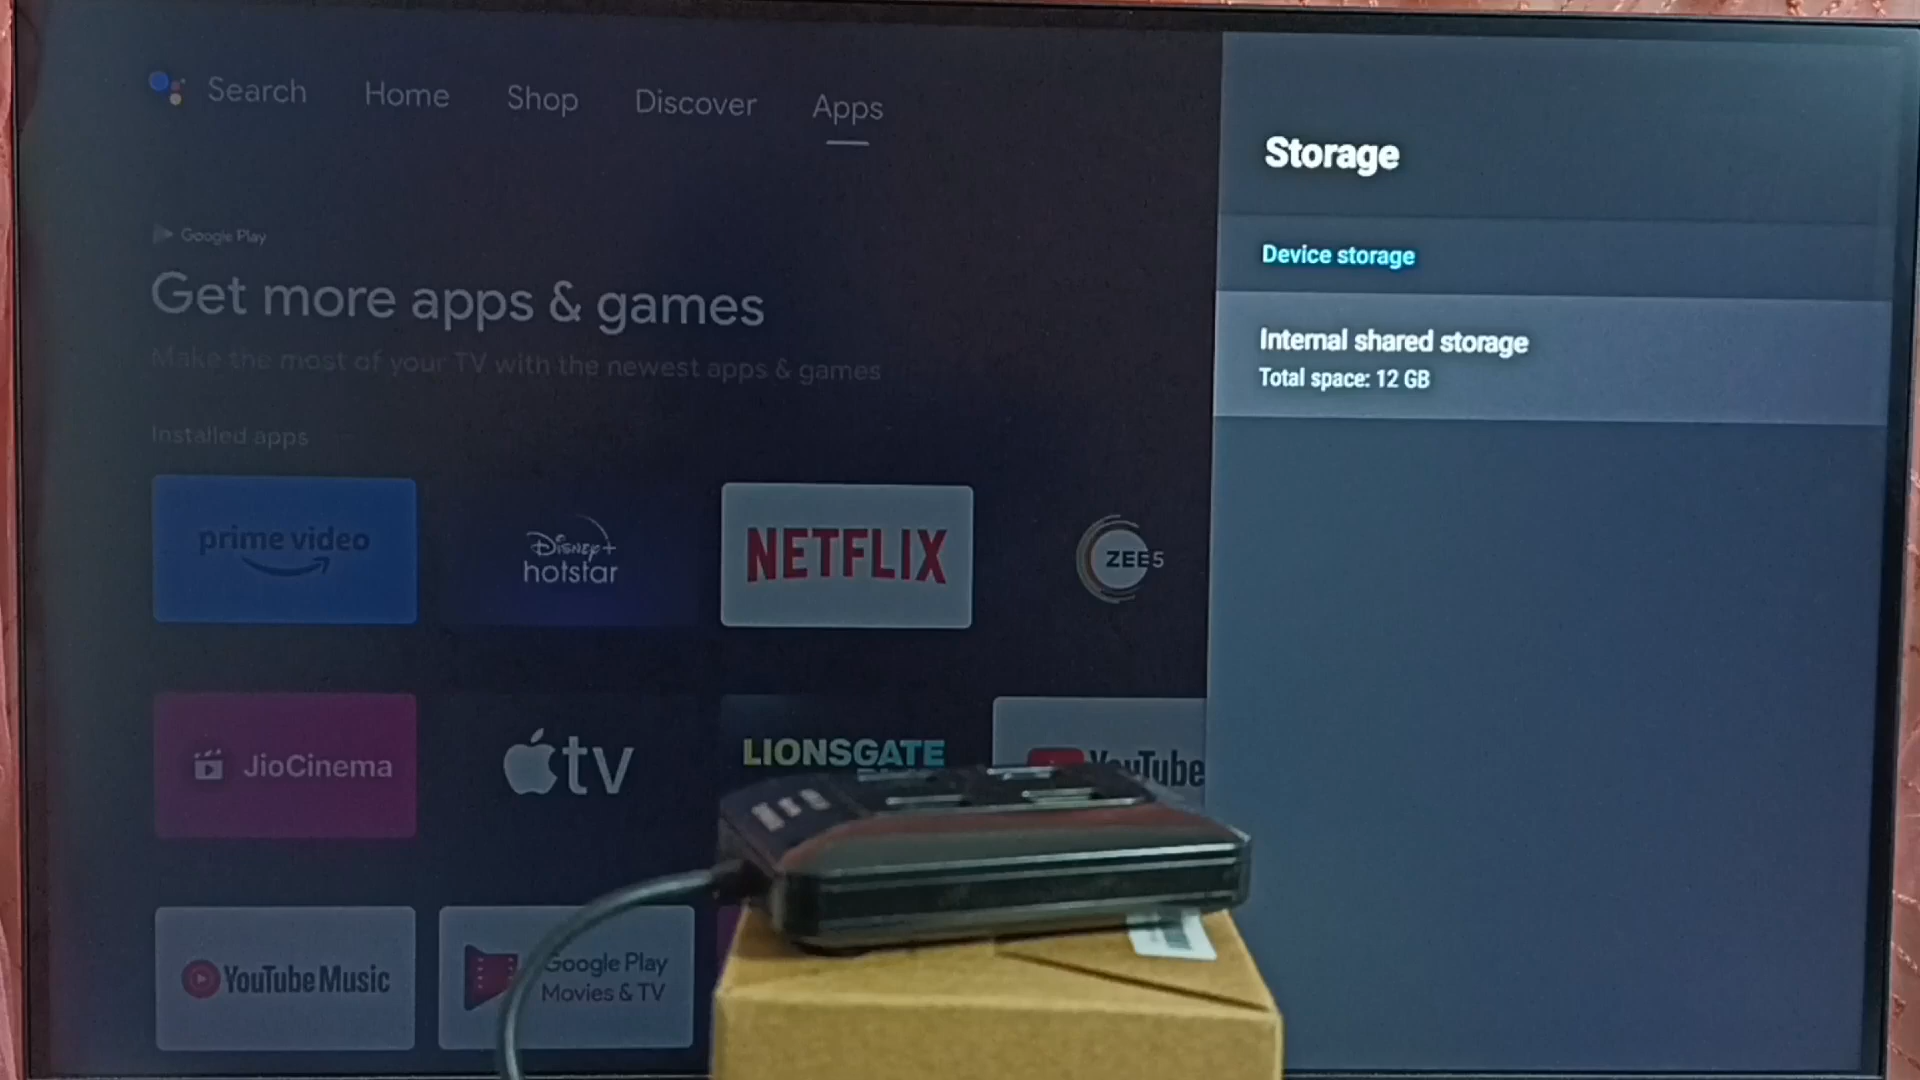 Search Home Shop Discover Apps
Google Play
Get more apps & games
Make the most of your TV with the newest apps & games
Installed apps
prime video
Disney+
hotstar
NETFLIX
ZEE5
JioCinema
tv
LIONSGATE
YouTube
YouTube Music
Google Play
Movies & TV
Storage
Device storage
Internal shared storage
Total space: 12 GB